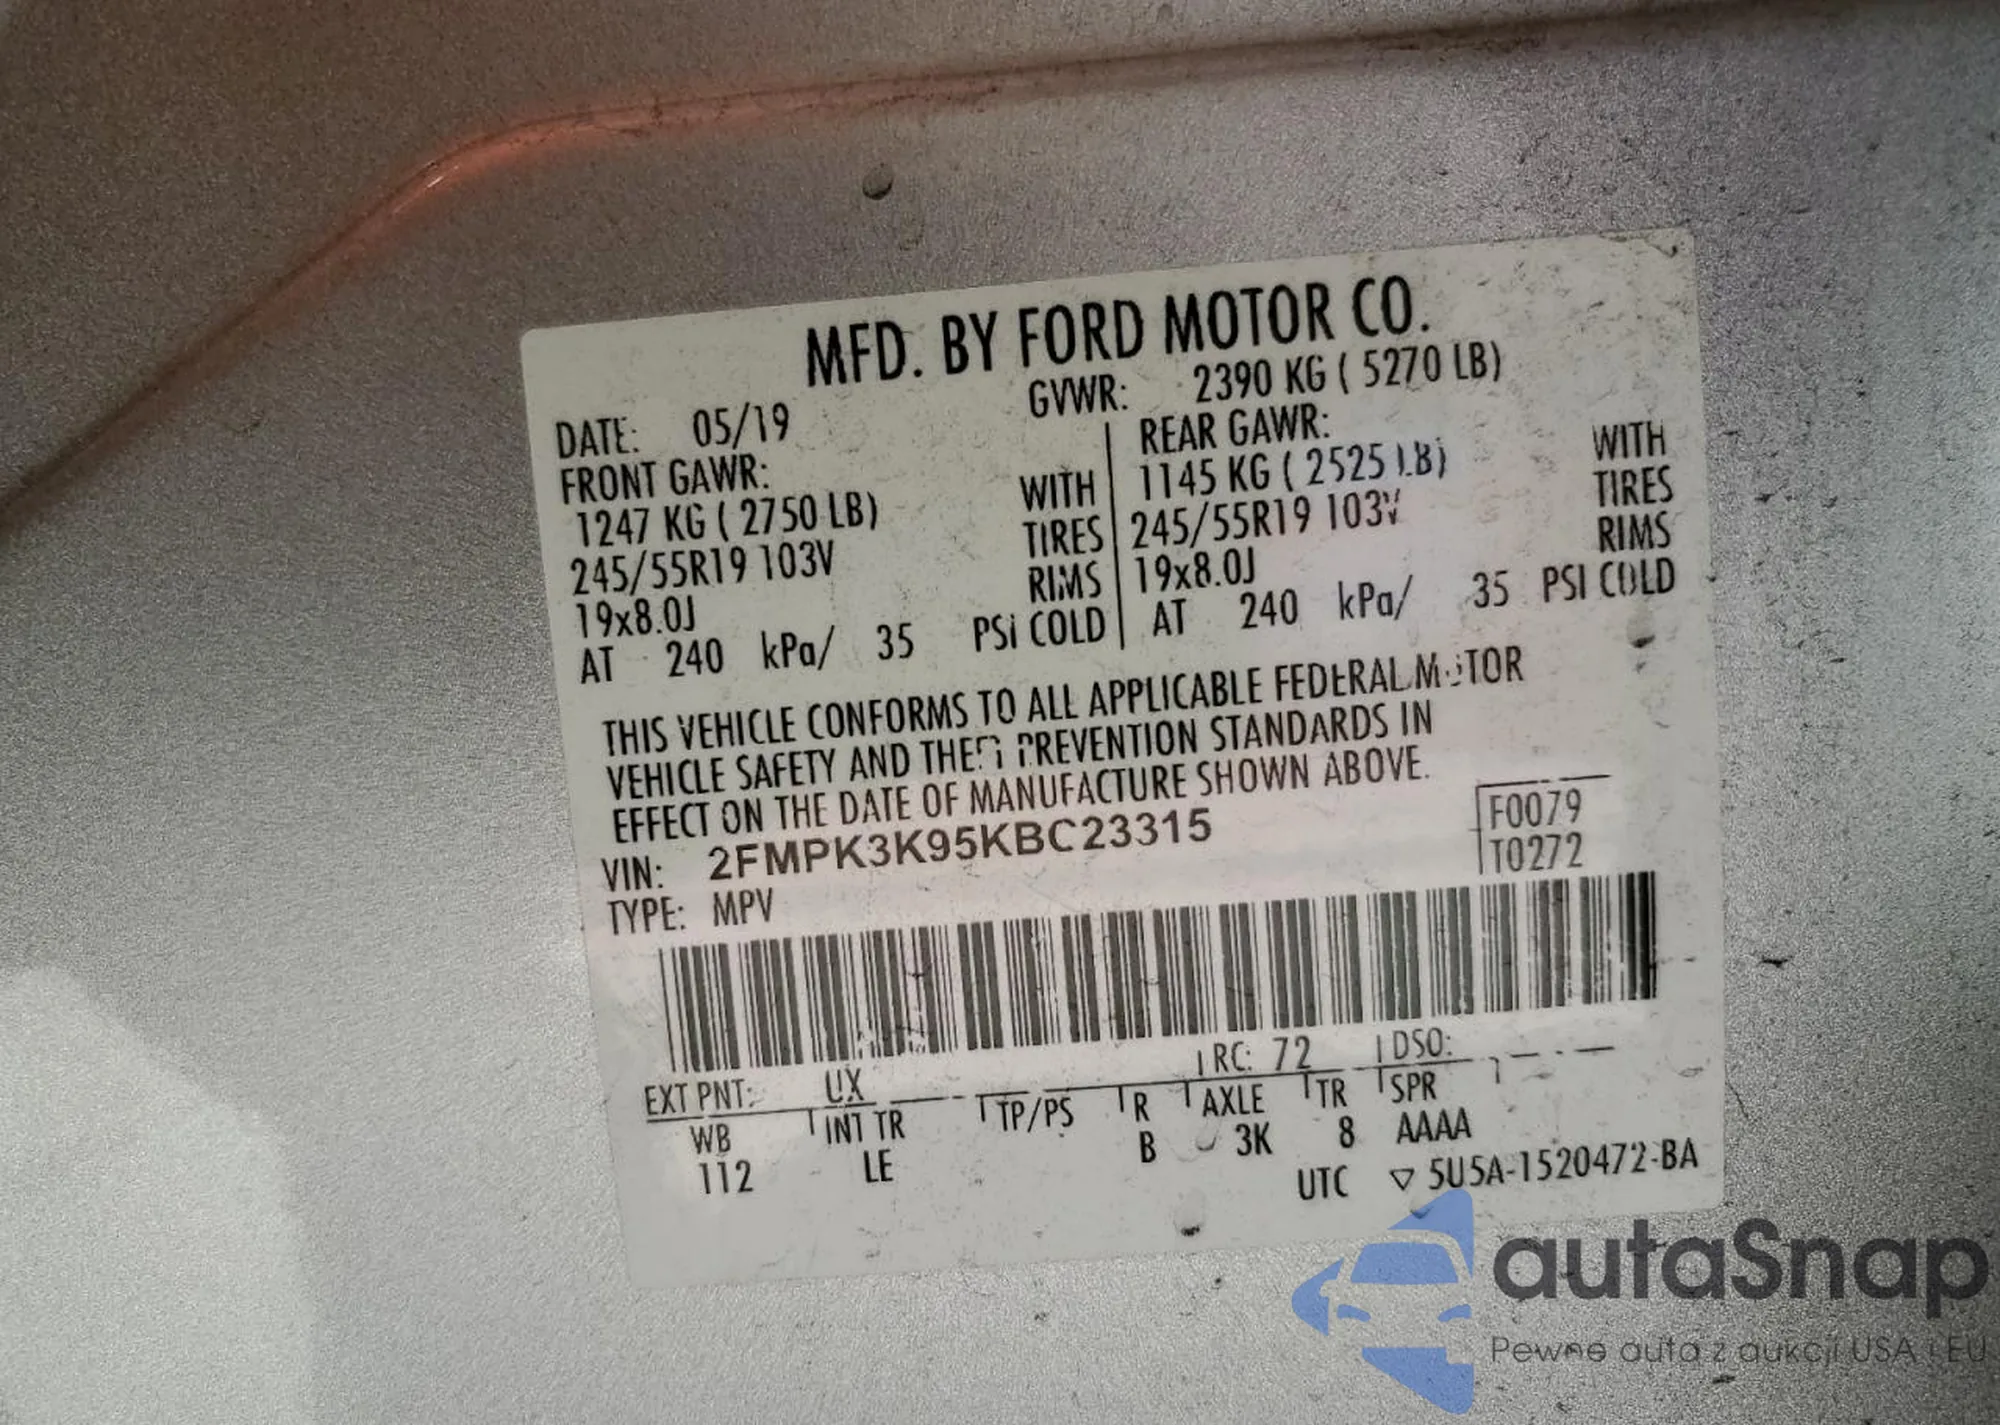 MFD. BY FORD MOTOR CO.
DATE: 05/19 GVWR: 2390 KG ( 5270 LB)
FRONT GAWR: REAR GAWR:
1247 KG ( 2750 LB) WITH 1145 KG ( 2525 LB) WITH
245/55R19 103V TIRES 245/55R19 103V TIRES
19x8.0J RIMS 19x8.0J RIMS
AT 240 kPa/ 35 PSI COLD AT 240 kPa/ 35 PSI COLD
THIS VEHICLE CONFORMS TO ALL APPLICABLE FEDERAL MOTOR
VEHICLE SAFETY AND THEFT PREVENTION STANDARDS IN
EFFECT ON THE DATE OF MANUFACTURE SHOWN ABOVE.
VIN: 2FMPK3K95KBC23315 F0079
TYPE: MPV T0272
EXT PNT: UX RC: 72 DSO:
WB INT TR TP/PS R AXLE TR SPR
112 LE B 3K 8 AAAA
UTC ▽ 5U5A-1520472-BA
autaSnap
Pewne auta z aukcji USA i EU